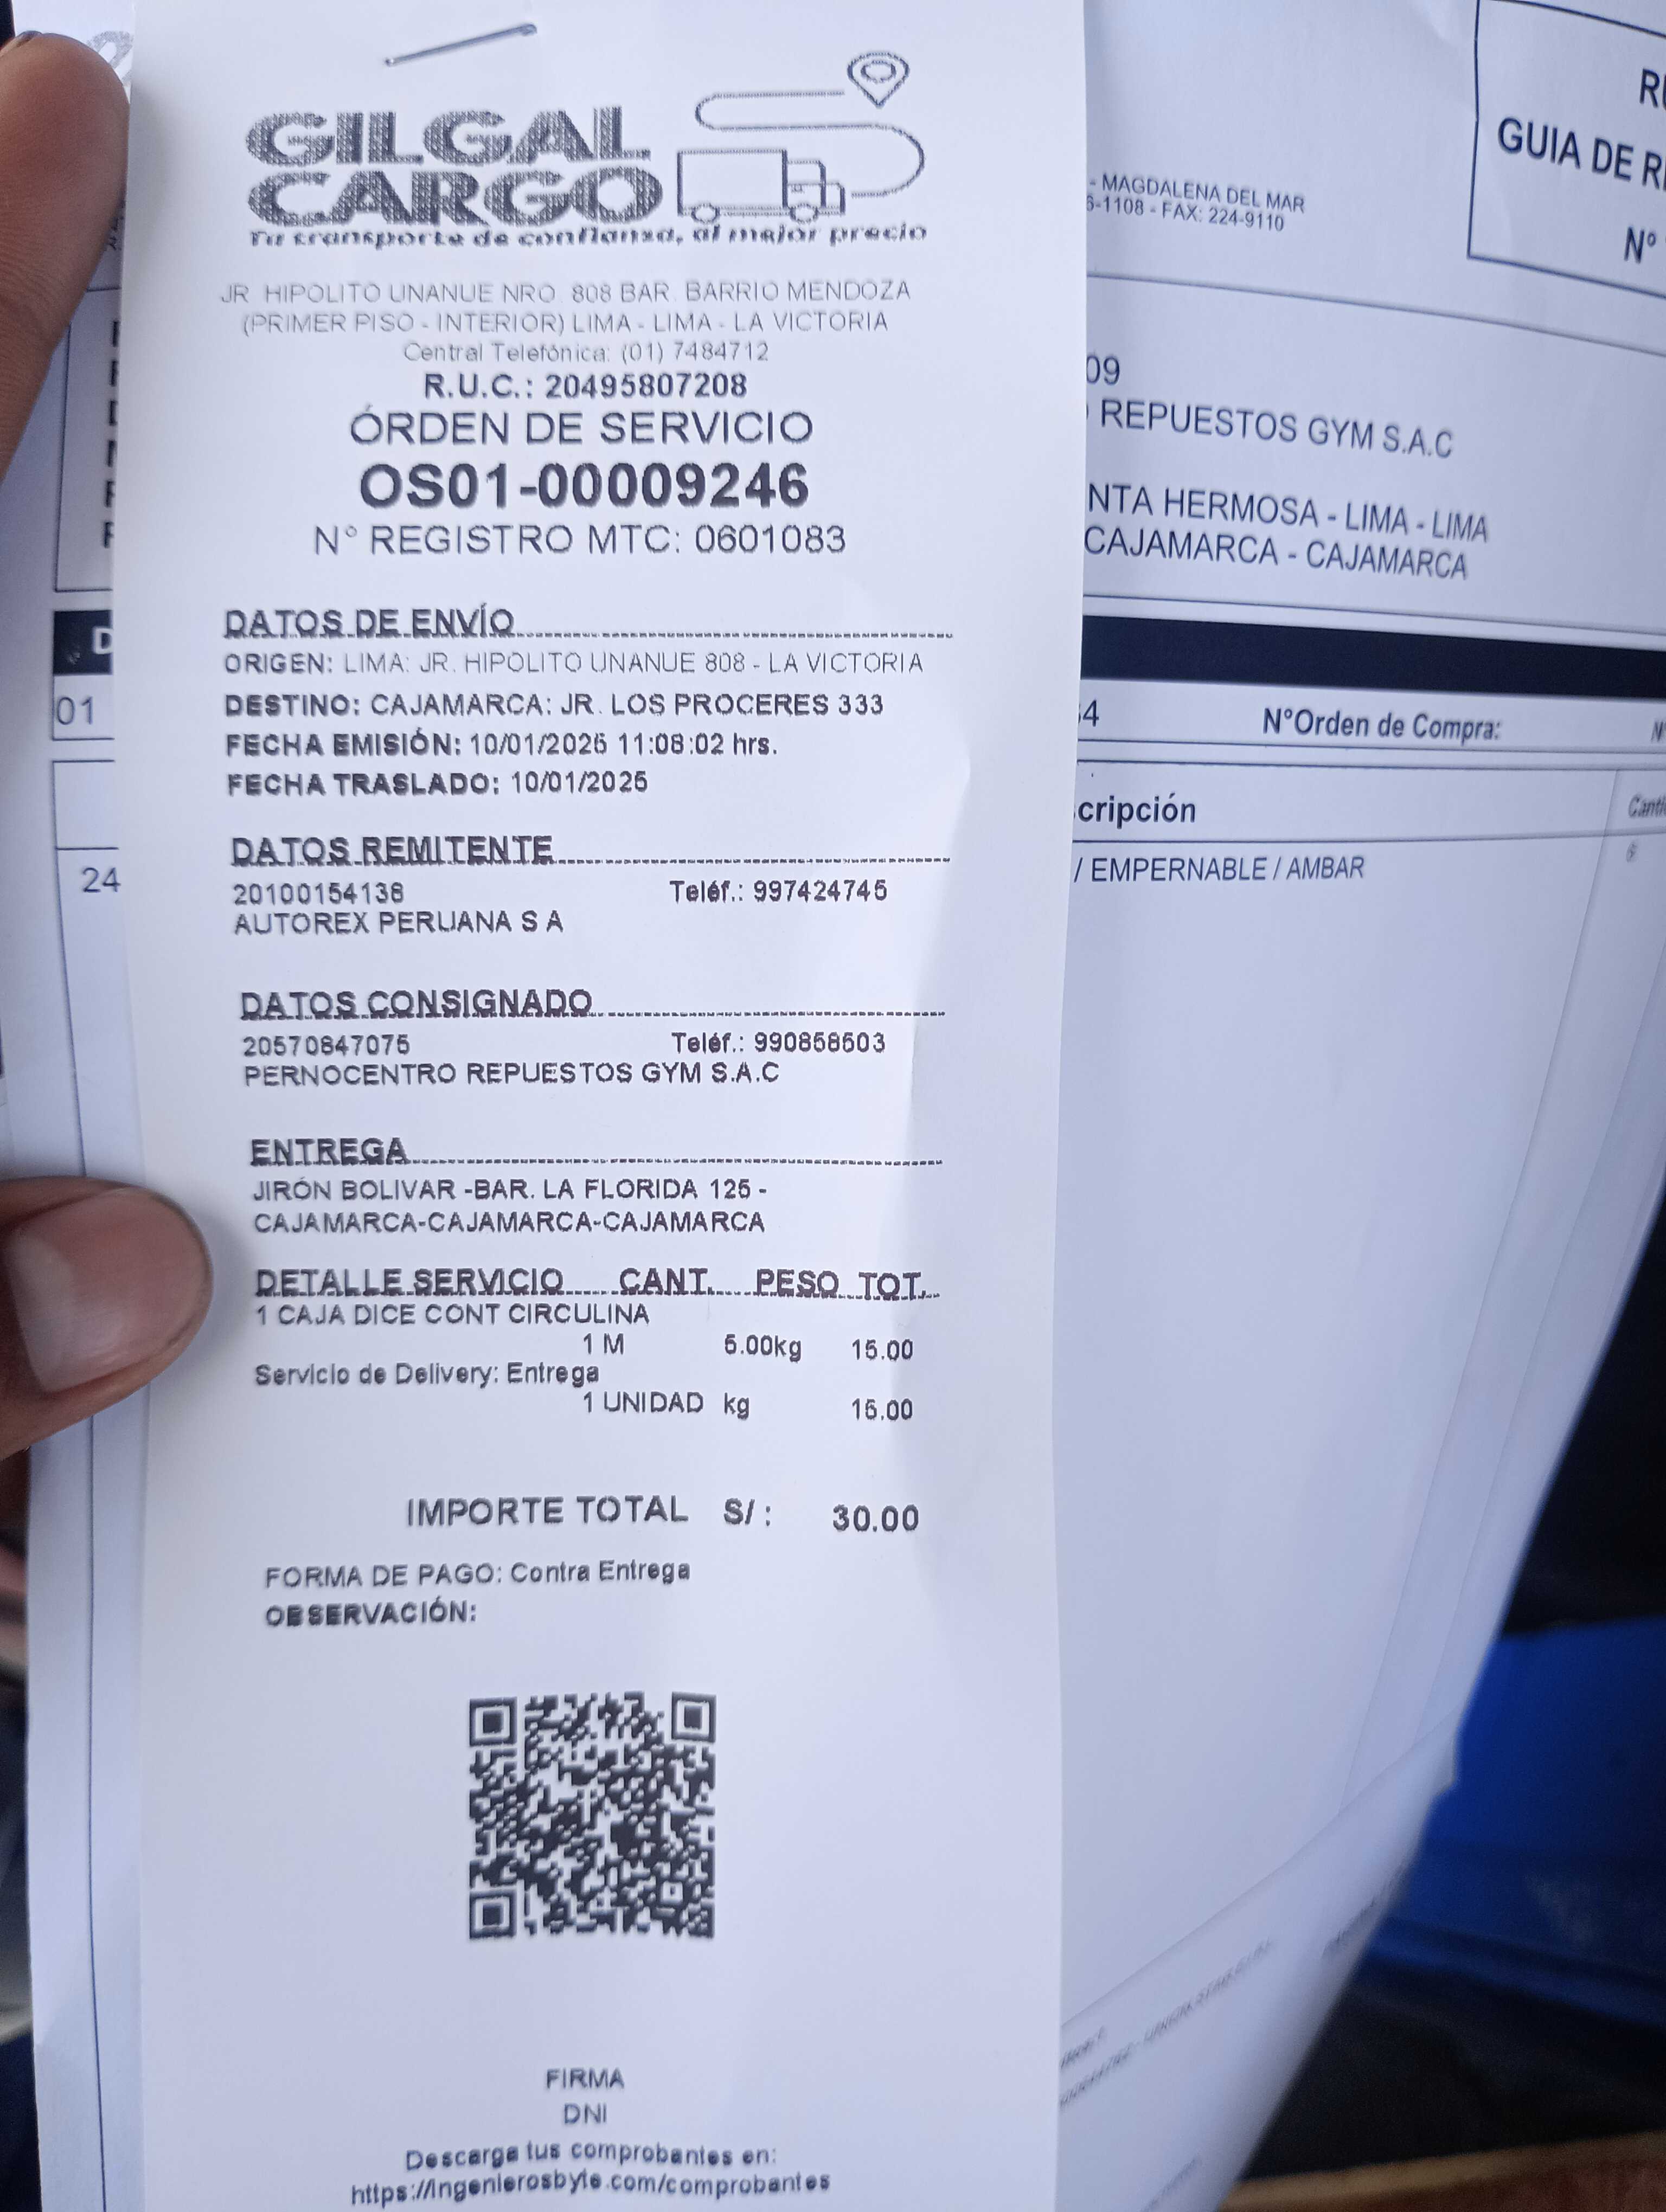 GILGAL
CARGO
Tu transporte de confianza, al mejor precio
JR HIPOLITO UNANUE NRO. 808 BAR. BARRIO MENDOZA
(PRIMER PISO - INTERIOR) LIMA - LIMA - LA VICTORIA
Central Telefónica: (01) 7484712
R.U.C.: 20495807208
ÓRDEN DE SERVICIO
OS01-00009246
N° REGISTRO MTC: 0601083
DATOS DE ENVÍO
ORIGEN: LIMA: JR. HIPOLITO UNANUE 808 - LA VICTORIA
DESTINO: CAJAMARCA: JR. LOS PROCERES 333
FECHA EMISIÓN: 10/01/2025 11:08:02 hrs.
FECHA TRASLADO: 10/01/2025
DATOS REMITENTE
20100154138 Teléf.: 997424745
AUTOREX PERUANA S A
DATOS CONSIGNADO
20570847075 Teléf.: 990858503
PERNOCENTRO REPUESTOS GYM S.A.C
ENTREGA
JIRÓN BOLIVAR -BAR. LA FLORIDA 125 -
CAJAMARCA-CAJAMARCA-CAJAMARCA
DETALLE SERVICIO CANT. PESO TOT.
1 CAJA DICE CONT CIRCULINA
1 M 5.00kg 15.00
Servicio de Delivery: Entrega
1 UNIDAD kg 15.00
IMPORTE TOTAL S/: 30.00
FORMA DE PAGO: Contra Entrega
OBSERVACIÓN:
FIRMA
DNI
Descarga tus comprobantes en:
https://ingenierosbyte.com/comprobantes
GUIA DE
N°
- MAGDALENA DEL MAR
6-1108 - FAX: 224-9110
09
REPUESTOS GYM S.A.C
NTA HERMOSA - LIMA - LIMA
CAJAMARCA - CAJAMARCA
D
01
4 N°Orden de Compra:
cripción
24
/ EMPERNABLE / AMBAR